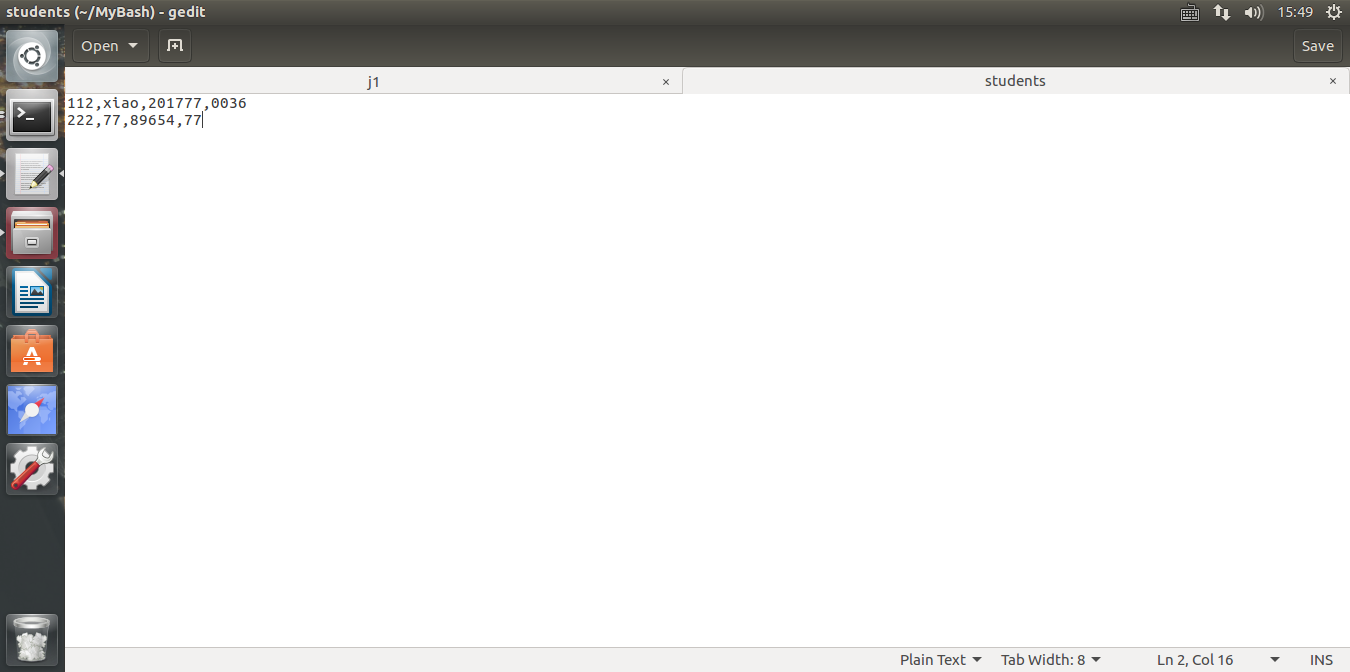 students (~/MyBash) - gedit
15:49
Open
Save
j1
students
112,xiao,201777,0036
222,77,89654,77
Plain Text
Tab Width: 8
Ln 2, Col 16
INS